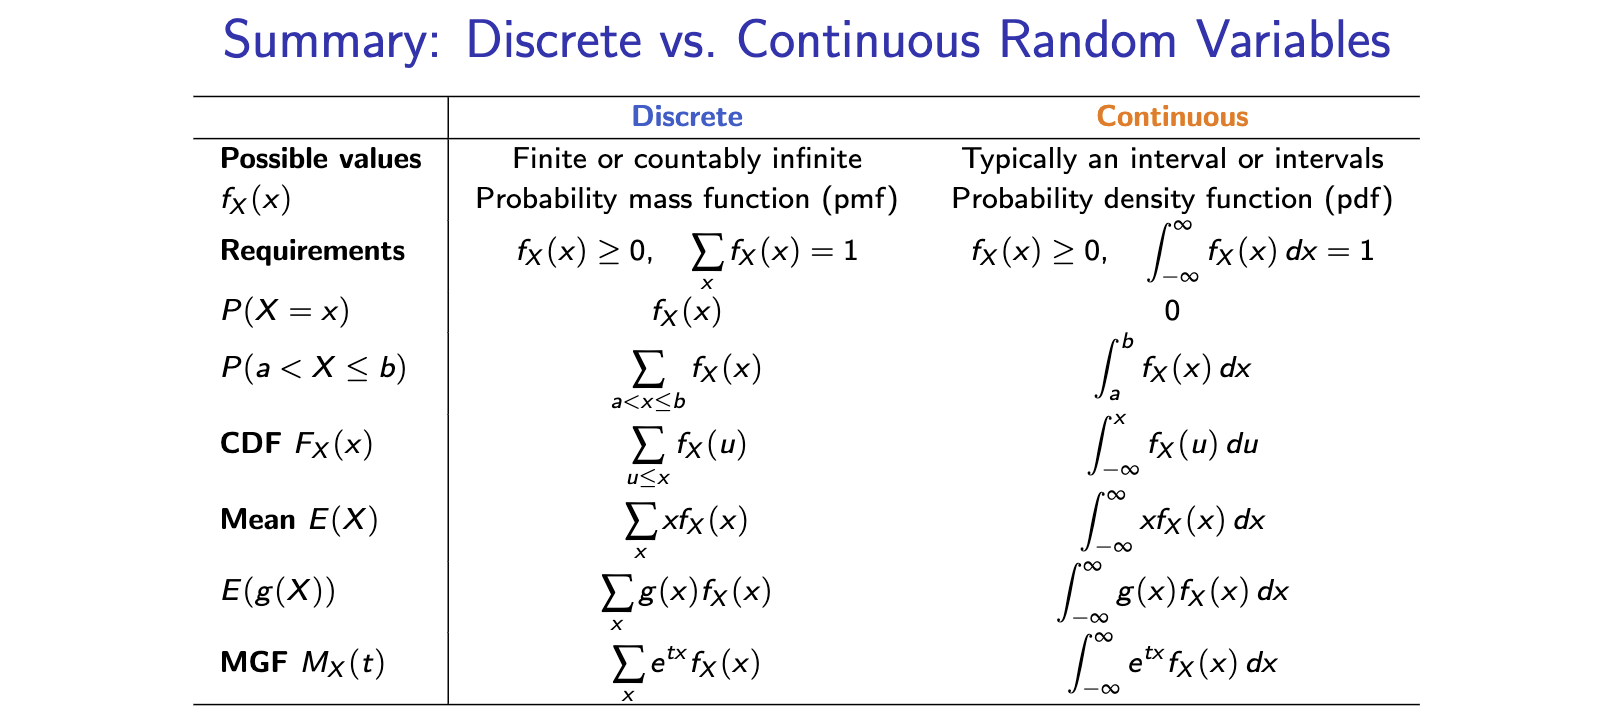 Summary: Discrete vs. Continuous Random Variables
Discrete Continuous
Possible values Finite or countably infinite Typically an interval or intervals
f_X(x) Probability mass function (pmf) Probability density function (pdf)
Requirements f_X(x) ≥ 0, ∑_x f_X(x) = 1 f_X(x) ≥ 0, ∫_{−∞}^{∞} f_X(x) dx = 1
P(X = x) f_X(x) 0
P(a < X ≤ b) ∑_{a<x≤b} f_X(x) ∫_a^b f_X(x) dx
CDF F_X(x) ∑_{u≤x} f_X(u) ∫_{−∞}^x f_X(u) du
Mean E(X) ∑_x xf_X(x) ∫_{−∞}^{∞} xf_X(x) dx
E(g(X)) ∑_x g(x)f_X(x) ∫_{−∞}^{∞} g(x)f_X(x) dx
MGF M_X(t) ∑_x e^{tx} f_X(x) ∫_{−∞}^{∞} e^{tx} f_X(x) dx